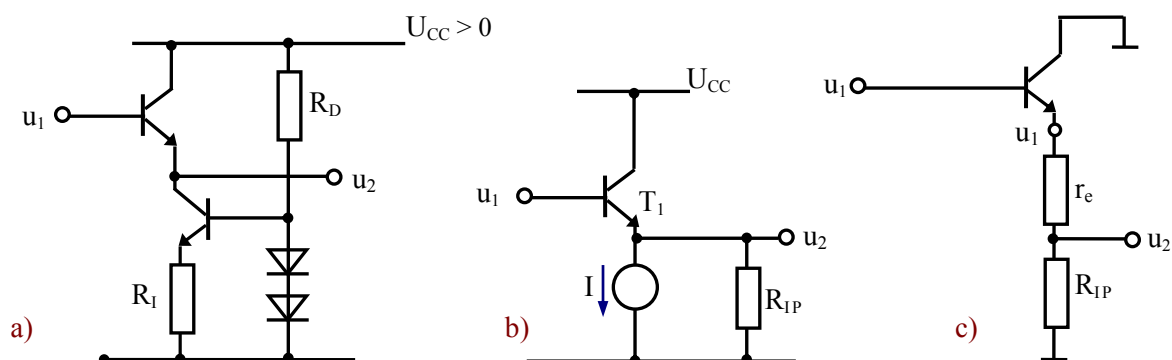 U_CC > 0
R_D
u_1
u_2
R_I
a)
U_CC
u_1
T_1
u_2
I
R_IP
b)
u_1
u_1
r_e
u_2
R_IP
c)